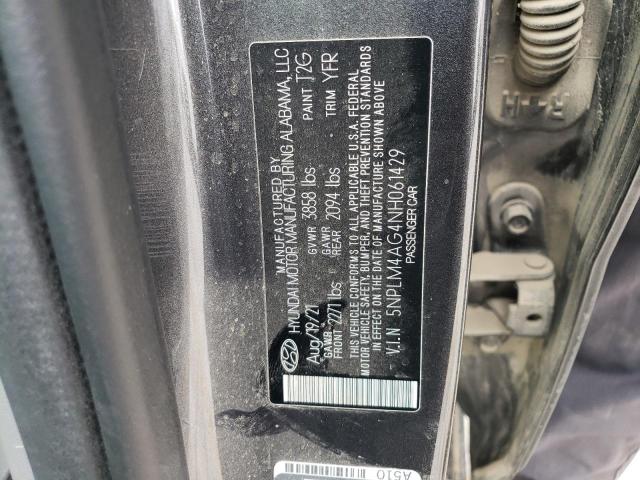 MANUFACTURED BY
HYUNDAI MOTOR MANUFACTURING ALABAMA, LLC
Aug/19/21 GVWR 3858 lbs PAINT T2G
GAWR FRONT 2271 lbs GAWR REAR 2094 lbs TRIM YFR
THIS VEHICLE CONFORMS TO ALL APPLICABLE U.S.A. FEDERAL
MOTOR VEHICLE SAFETY, BUMPER, AND THEFT PREVENTION STANDARDS
IN EFFECT ON THE DATE OF MANUFACTURE SHOWN ABOVE.
V.I.N 5NPLM4AG4NH061429
PASSENGER CAR
A510
R-H